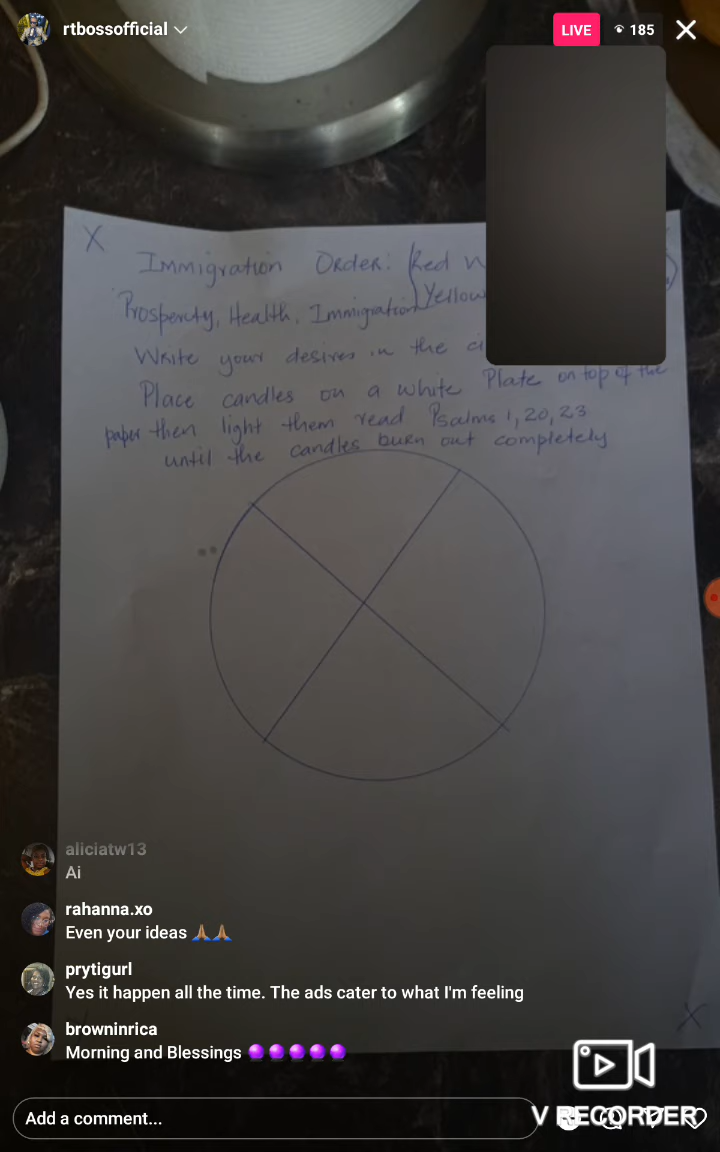 rtbossofficial
LIVE
185
X
Immigration Order: (Red
Prosperity, Health, Immigration Yellow
Write your desires in the
Place candles on a white Plate on top of the
paper then light them read Psalms 1, 20, 23
until the candles burn out completely
aliciatw13
Ai
rahanna.xo
Even your ideas 🙏🏽🙏🏽
prytigurl
Yes it happen all the time. The ads cater to what I'm feeling
X
browninrica
Morning and Blessings 🔮🔮🔮🔮🔮
Add a comment...
V RECORDER